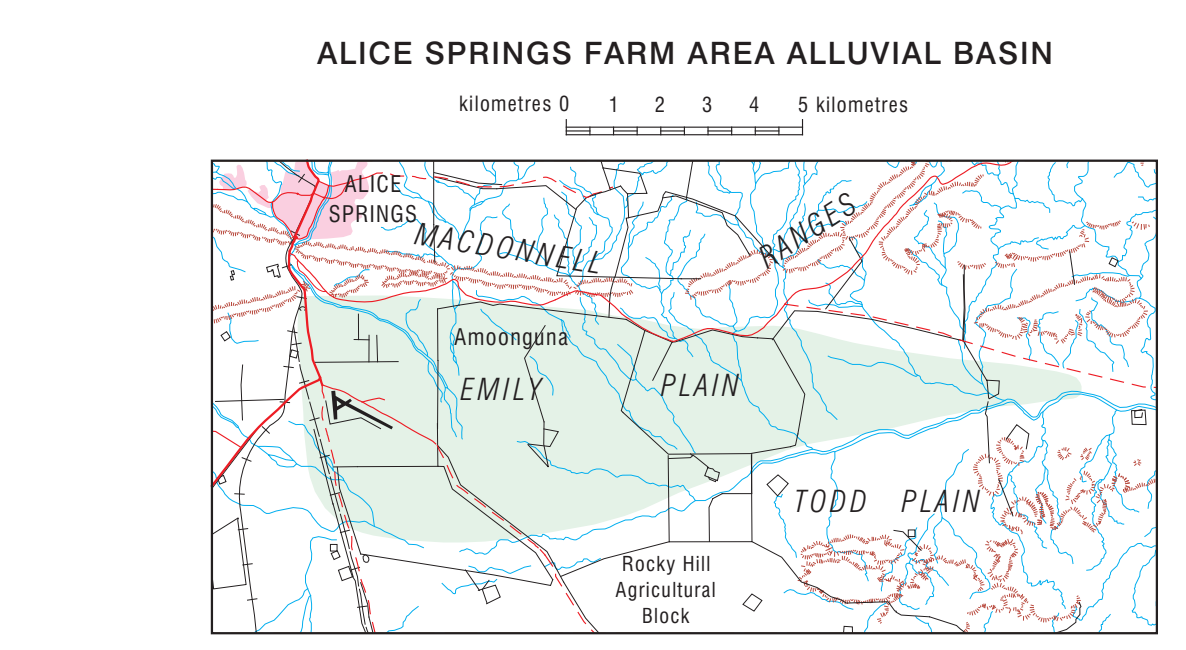 ALICE SPRINGS FARM AREA ALLUVIAL BASIN
kilometres 0 1 2 3 4 5 kilometres
ALICE
SPRINGS
MACDONNELL RANGES
Amoonguna
EMILY PLAIN
TODD PLAIN
Rocky Hill
Agricultural
Block